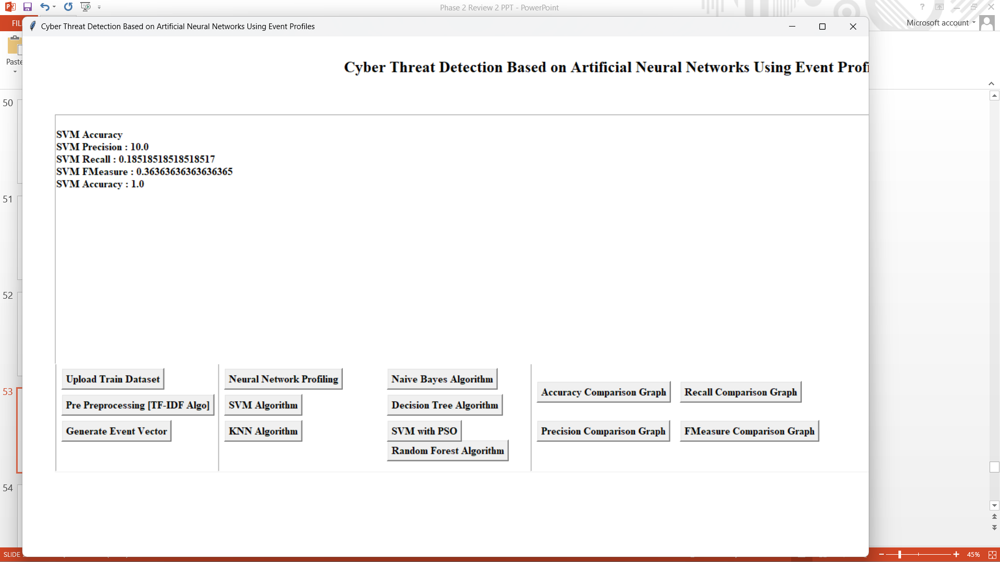 Phase 2 Review 2 PPT - PowerPoint
FIL
Microsoft account
Cyber Threat Detection Based on Artificial Neural Networks Using Event Profiles
Paste
Cyber Threat Detection Based on Artificial Neural Networks Using Event Profi
50
51
52
53
54
SVM Accuracy
SVM Precision : 10.0
SVM Recall : 0.18518518518518517
SVM FMeasure : 0.36363636363636365
SVM Accuracy : 1.0
Upload Train Dataset
Neural Network Profiling
Naive Bayes Algorithm
Accuracy Comparison Graph
Recall Comparison Graph
Pre Preprocessing [TF-IDF Algo]
SVM Algorithm
Decision Tree Algorithm
Generate Event Vector
KNN Algorithm
SVM with PSO
Precision Comparison Graph
FMeasure Comparison Graph
Random Forest Algorithm
SLIDE
45%